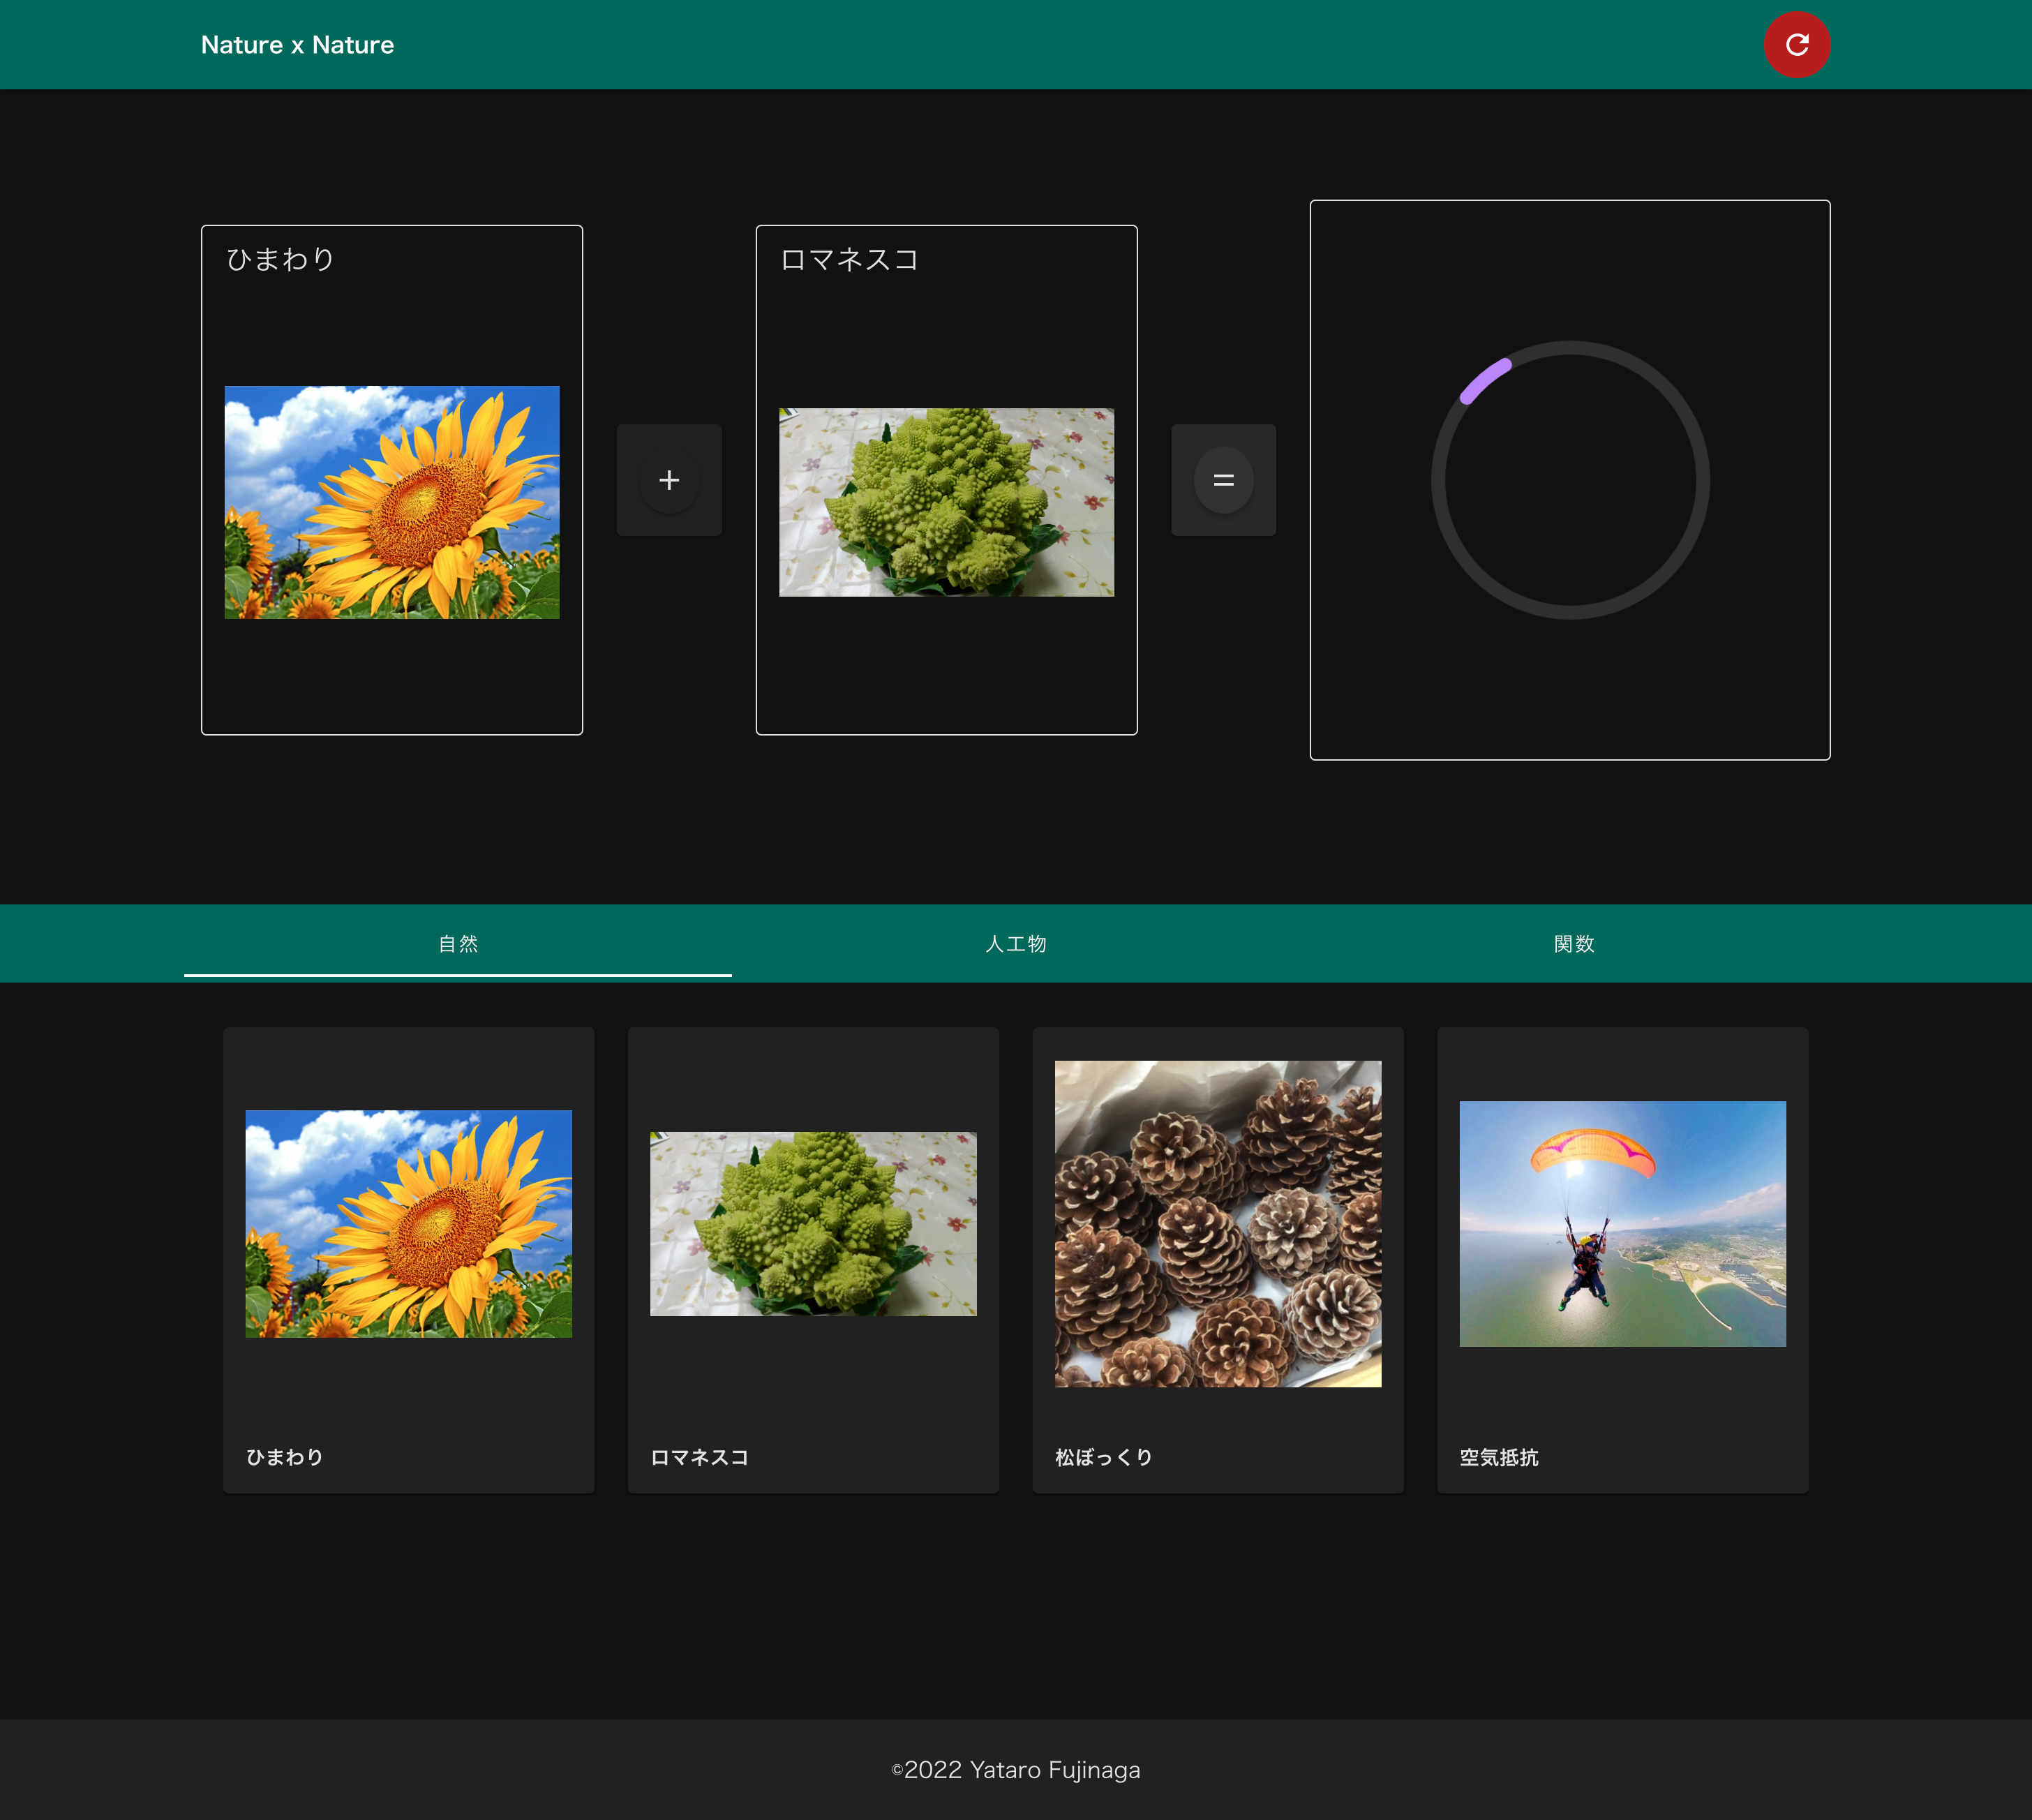 Nature x Nature
ひまわり
ロマネスコ
+
=
自然
人工物
関数
ひまわり
ロマネスコ
松ぼっくり
空気抵抗
©2022 Yataro Fujinaga